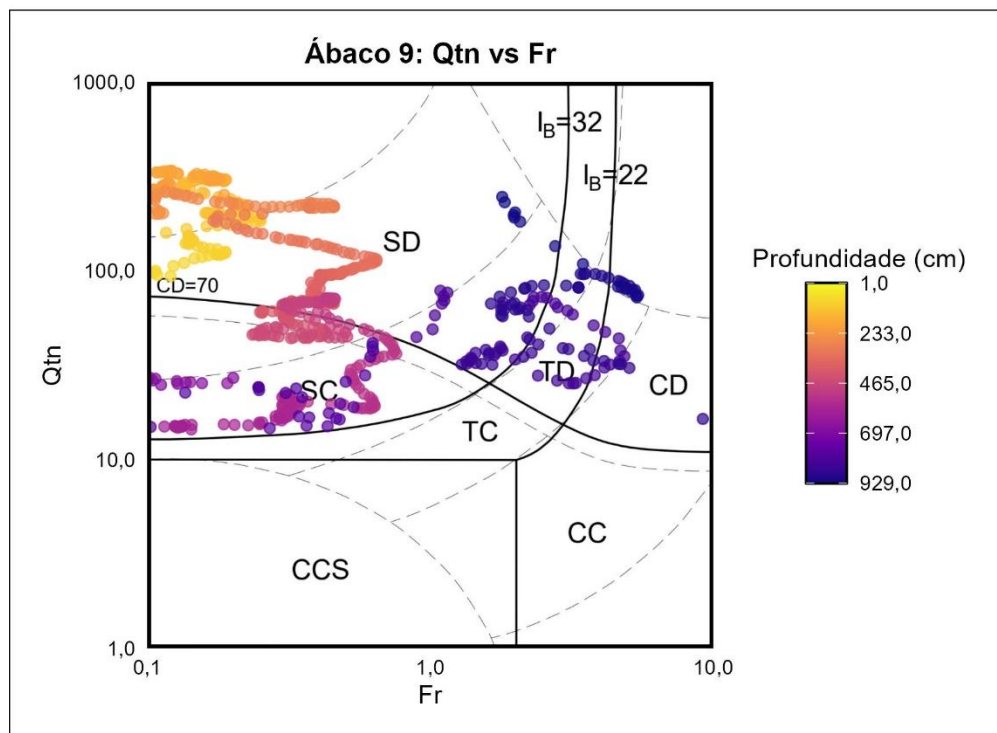 Ábaco 9: Qtn vs Fr
1000,0
100,0
10,0
1,0
Qtn
0,1
1,0
10,0
Fr
I_B=32
I_B=22
SD
CD=70
SC
TD
CD
TC
CC
CCS
Profundidade (cm)
1,0
233,0
465,0
697,0
929,0